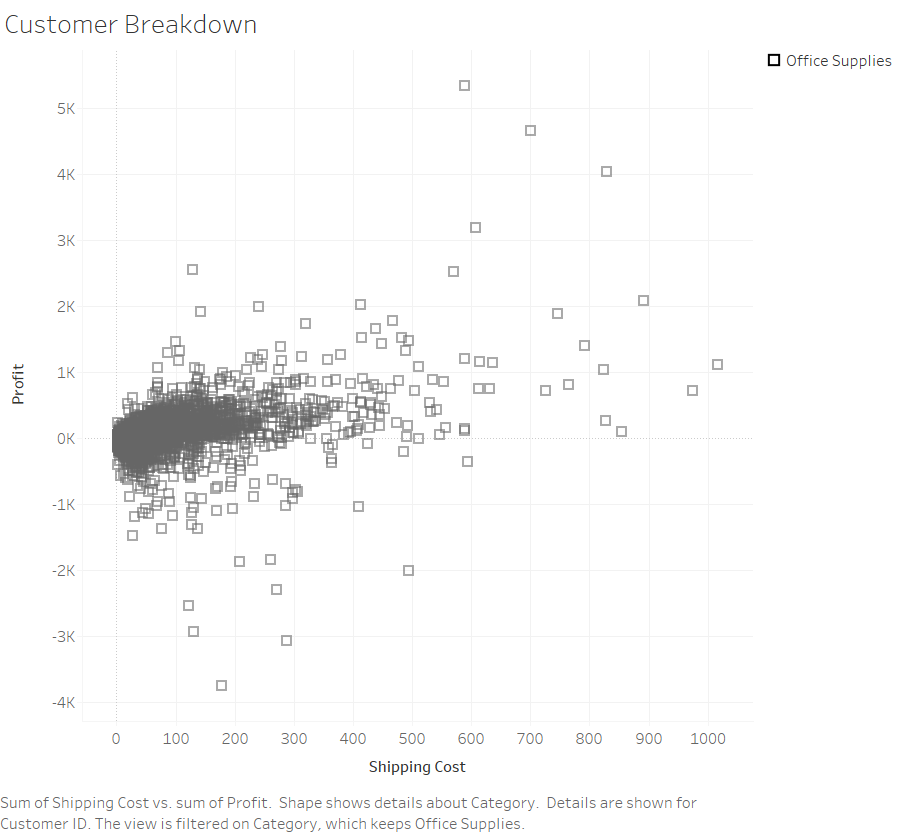 Customer Breakdown
Office Supplies
5K
4K
3K
2K
1K
0K
-1K
-2K
-3K
-4K
Profit
0 100 200 300 400 500 600 700 800 900 1000
Shipping Cost
Sum of Shipping Cost vs. sum of Profit. Shape shows details about Category. Details are shown for
Customer ID. The view is filtered on Category, which keeps Office Supplies.